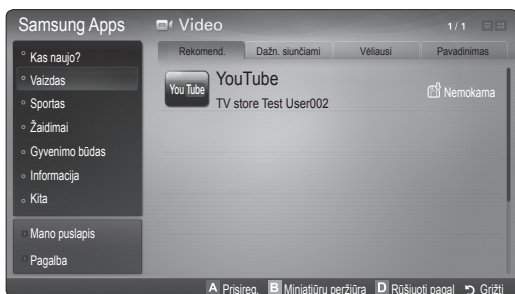 Samsung Apps
Video
1/1
Kas naujo?
Vaizdas
Sportas
Žaidimai
Gyvenimo būdas
Informacija
Kita
Mano puslapis
Pagalba
Rekomend. Dažn. siunčiami Vėliausi Pavadinimas
You Tube
YouTube
TV store Test User002
Nemokama
A Prisireg. B Miniatiūrų peržiūra D Rūšiuoti pagal Grįžti